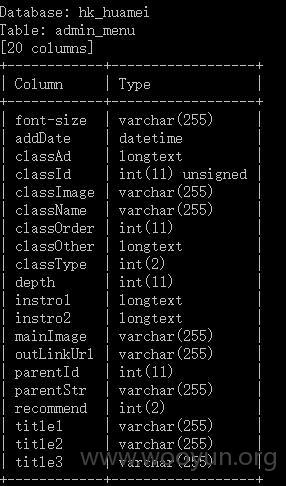 Database: hk_huamei
Table: admin_menu
[20 columns]
+-------------+------------------+
| Column | Type |
+-------------+------------------+
| font-size | varchar(255) |
| addDate | datetime |
| classAd | longtext |
| classId | int(11) unsigned |
| classImage | varchar(255) |
| className | varchar(255) |
| classOrder | int(11) |
| classOther | longtext |
| classType | int(2) |
| depth | int(11) |
| instro1 | longtext |
| instro2 | longtext |
| mainImage | varchar(255) |
| outLinkUrl | varchar(255) |
| parentId | int(11) |
| parentStr | varchar(255) |
| recommend | int(2) |
| title1 | varchar(255) |
| title2 | varchar(255) |
| title3 | varchar(255) |
+-------------+------------------+
www.wooyun.org